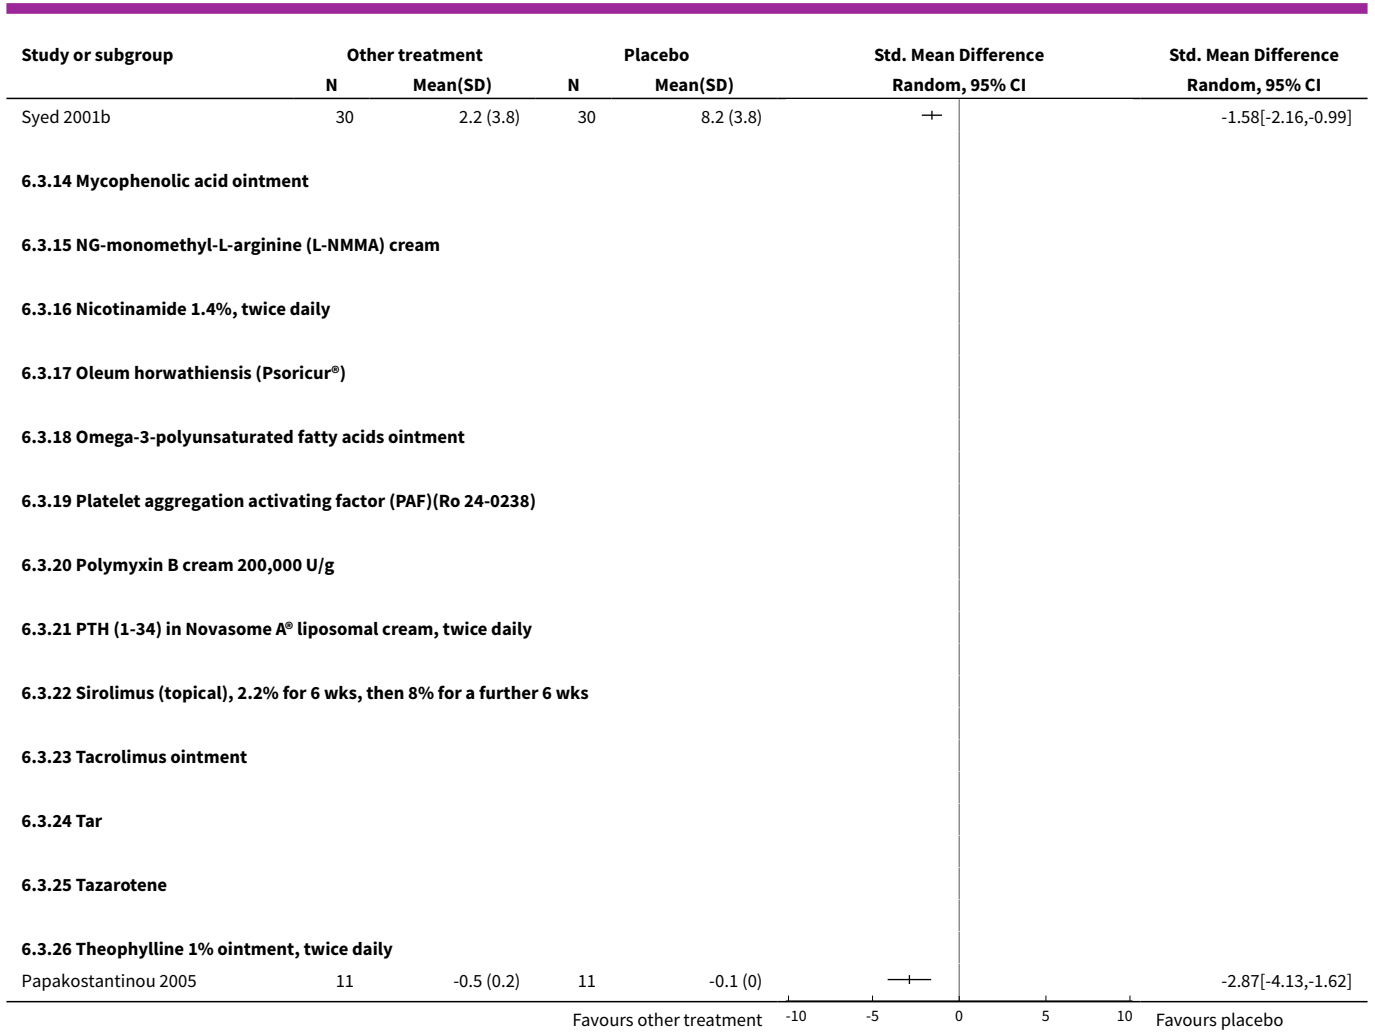 Study or subgroup Other treatment Placebo Std. Mean Difference Std. Mean Difference
N Mean(SD) N Mean(SD) Random, 95% CI Random, 95% CI
Syed 2001b 30 2.2 (3.8) 30 8.2 (3.8) -1.58[-2.16,-0.99]
6.3.14 Mycophenolic acid ointment
6.3.15 NG-monomethyl-L-arginine (L-NMMA) cream
6.3.16 Nicotinamide 1.4%, twice daily
6.3.17 Oleum horwathiensis (Psoricur®)
6.3.18 Omega-3-polyunsaturated fatty acids ointment
6.3.19 Platelet aggregation activating factor (PAF)(Ro 24-0238)
6.3.20 Polymyxin B cream 200,000 U/g
6.3.21 PTH (1-34) in Novasome A® liposomal cream, twice daily
6.3.22 Sirolimus (topical), 2.2% for 6 wks, then 8% for a further 6 wks
6.3.23 Tacrolimus ointment
6.3.24 Tar
6.3.25 Tazarotene
6.3.26 Theophylline 1% ointment, twice daily
Papakostantinou 2005 11 -0.5 (0.2) 11 -0.1 (0) -2.87[-4.13,-1.62]
Favours other treatment -10 -5 0 5 10 Favours placebo